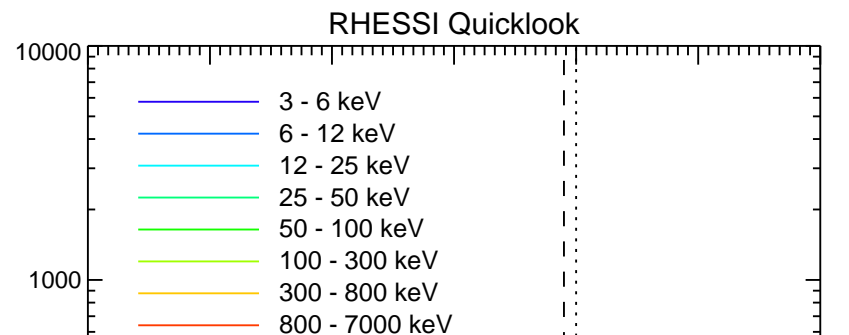 RHESSI Quicklook
10000
3 - 6 keV
6 - 12 keV
12 - 25 keV
25 - 50 keV
50 - 100 keV
100 - 300 keV
1000
300 - 800 keV
800 - 7000 keV